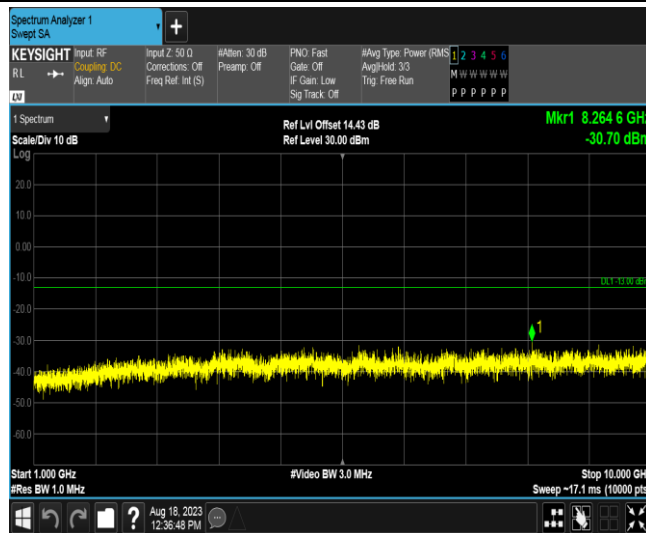 Spectrum Analyzer 1
Swept SA
KEYSIGHT
RL
LXI
Input: RF
Coupling: DC
Align: Auto
Input Z: 50 Ω
Corrections: Off
Freq Ref: Int (S)
#Atten: 30 dB
Preamp: Off
PNO: Fast
Gate: Off
IF Gain: Low
Sig Track: Off
#Avg Type: Power (RMS
Avg|Hold: 3/3
Trig: Free Run
1 2 3 4 5 6
M W W W W W
P P P P P P
1 Spectrum
Scale/Div 10 dB
Ref Lvl Offset 14.43 dB
Ref Level 30.00 dBm
Mkr1 8.264 6 GHz
-30.70 dBm
Log
20.0
10.0
0.00
-10.0
DL1 -13.00 dBm
-20.0
1
-30.0
-40.0
-50.0
-60.0
Start 1.000 GHz
#Video BW 3.0 MHz
Stop 10.000 GHz
#Res BW 1.0 MHz
Sweep ~17.1 ms (10000 pts)
?
Aug 18, 2023
12:36:48 PM